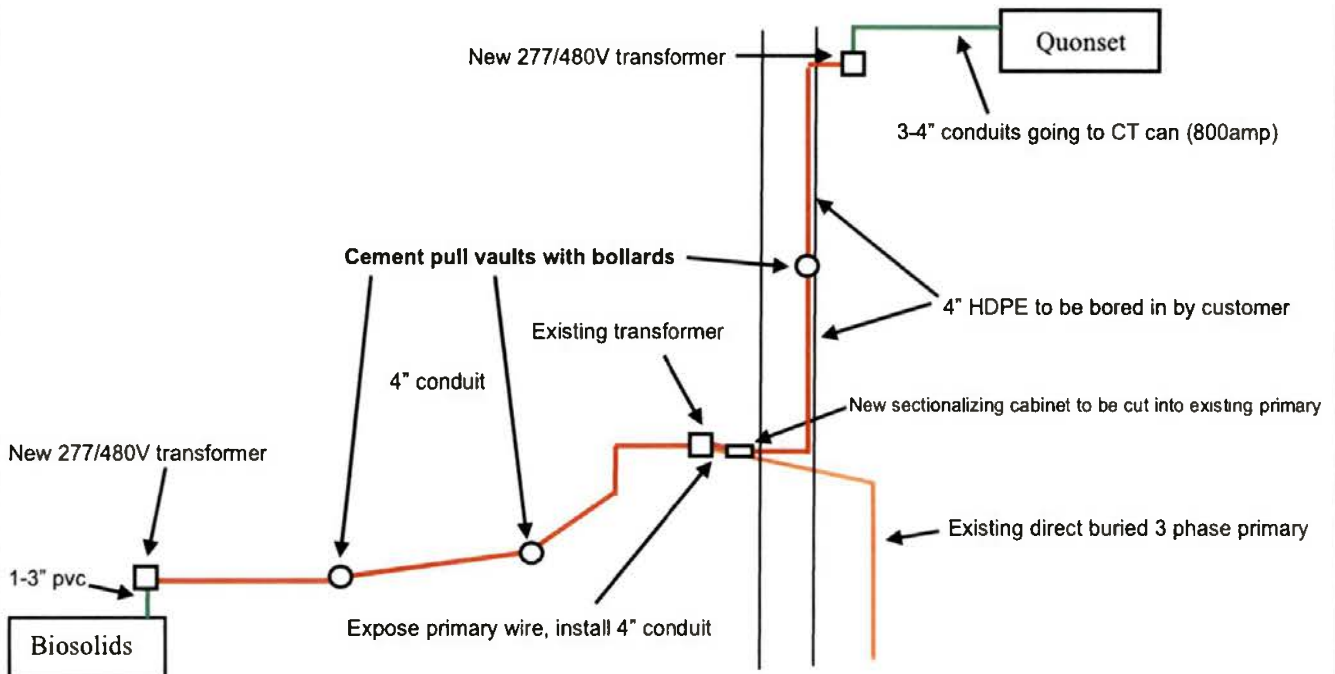 Quonset
New 277/480V transformer
3-4” conduits going to CT can (800amp)
Cement pull vaults with bollards
4” HDPE to be bored in by customer
Existing transformer
4” conduit
New sectionalizing cabinet to be cut into existing primary
New 277/480V transformer
Existing direct buried 3 phase primary
1-3” pvc
Expose primary wire, install 4” conduit
Biosolids